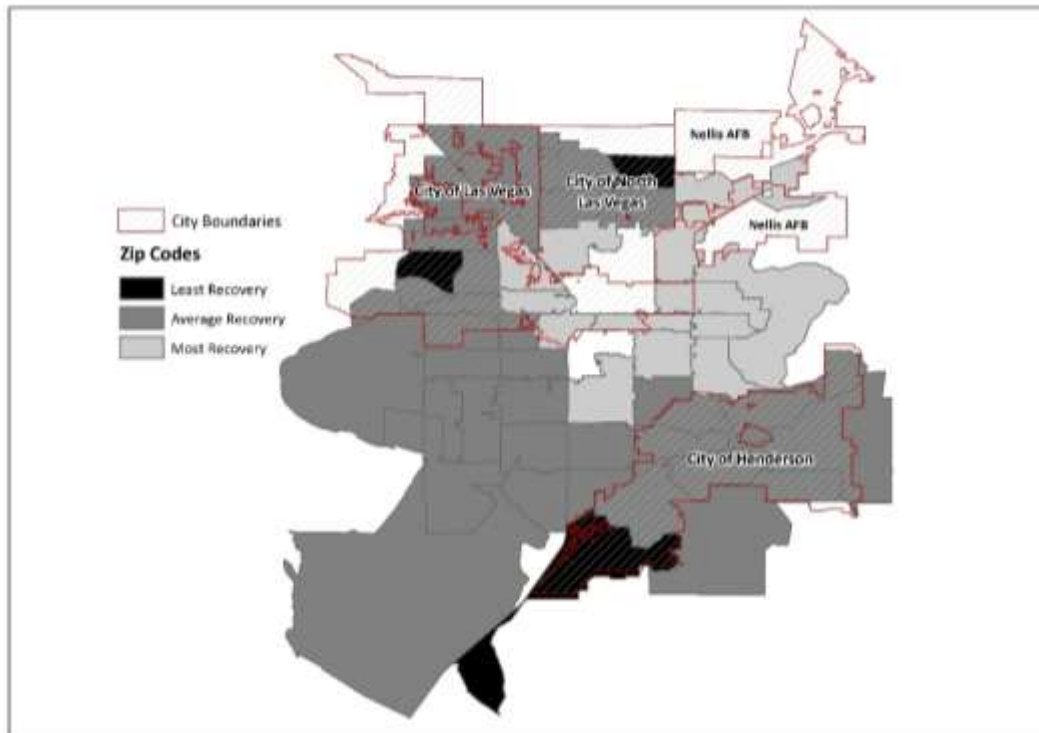 Nellis AFB
City of Las Vegas
City of North
Las Vegas
City Boundaries
Nellis AFB
Zip Codes
Least Recovery
Average Recovery
Most Recovery
City of Henderson